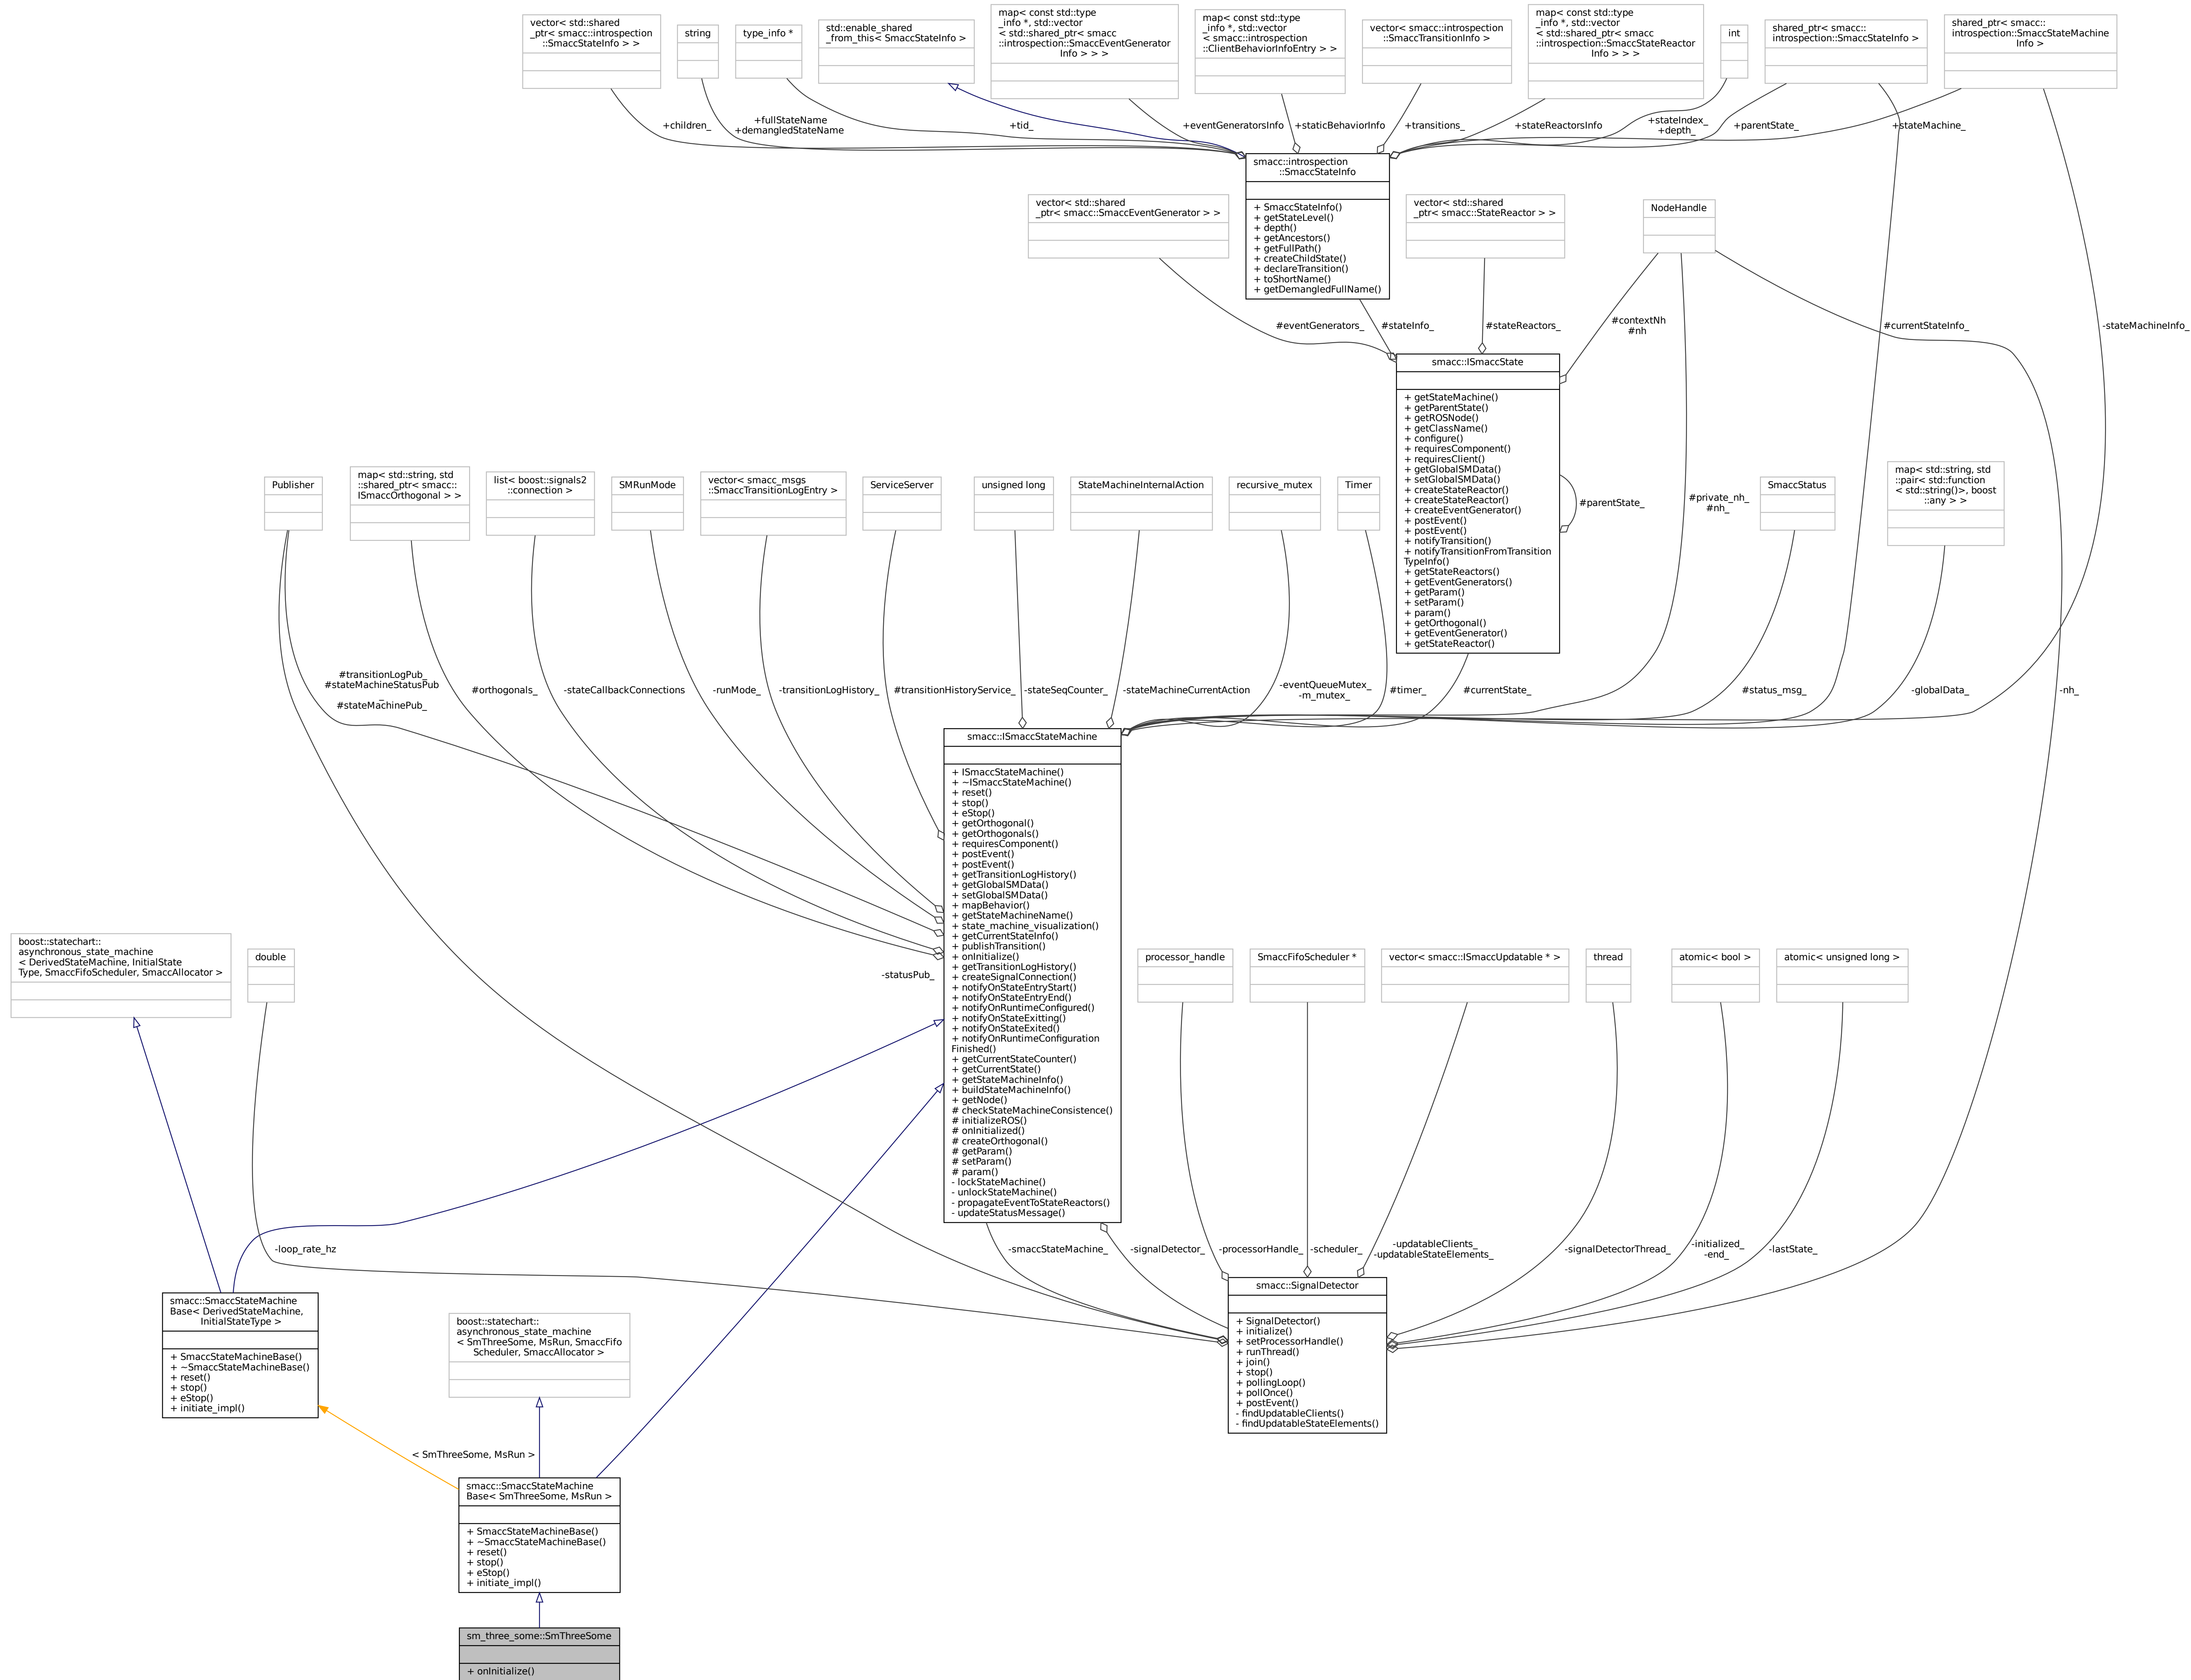 vector< std::shared
_ptr< smacc::introspection
::SmaccStateInfo > >
string
type_info *
std::enable_shared
_from_this< SmaccStateInfo >
map< const std::type
_info *, std::vector
< std::shared_ptr< smacc
::introspection::SmaccEventGenerator
Info > > >
map< const std::type
_info *, std::vector
< smacc::introspection
::ClientBehaviorInfoEntry > >
vector< smacc::introspection
::SmaccTransitionInfo >
map< const std::type
_info *, std::vector
< std::shared_ptr< smacc
::introspection::SmaccStateReactor
Info > > >
int
shared_ptr< smacc::
introspection::SmaccStateInfo >
shared_ptr< smacc::
introspection::SmaccStateMachine
Info >
+children_
+fullStateName
+demangledStateName
+tid_
+eventGeneratorsInfo
+staticBehaviorInfo
+transitions_
+stateReactorsInfo
+stateIndex_
+depth_
+parentState_
+stateMachine_
smacc::introspection
::SmaccStateInfo
+ SmaccStateInfo()
+ getStateLevel()
+ depth()
+ getAncestors()
+ getFullPath()
+ createChildState()
+ declareTransition()
+ toShortName()
+ getDemangledFullName()
vector< std::shared
_ptr< smacc::SmaccEventGenerator > >
vector< std::shared
_ptr< smacc::StateReactor > >
NodeHandle
#eventGenerators_
#stateInfo_
#stateReactors_
#contextNh
#nh
#currentStateInfo_
-stateMachineInfo_
smacc::ISmaccState
+ getStateMachine()
+ getParentState()
+ getROSNode()
+ getClassName()
+ configure()
+ requiresComponent()
+ requiresClient()
+ getGlobalSMData()
+ setGlobalSMData()
+ createStateReactor()
+ createStateReactor()
+ createEventGenerator()
+ postEvent()
+ postEvent()
+ notifyTransition()
+ notifyTransitionFromTransition
TypeInfo()
+ getStateReactors()
+ getEventGenerators()
+ getParam()
+ setParam()
+ param()
+ getOrthogonal()
+ getEventGenerator()
+ getStateReactor()
#parentState_
#private_nh_
#nh_
Publisher
map< std::string, std
::shared_ptr< smacc::
ISmaccOrthogonal > >
list< boost::signals2
::connection >
SMRunMode
vector< smacc_msgs
::SmaccTransitionLogEntry >
ServiceServer
unsigned long
StateMachineInternalAction
recursive_mutex
Timer
SmaccStatus
map< std::string, std
::pair< std::function
< std::string()>, boost
::any > >
#transitionLogPub_
#stateMachineStatusPub
_
#stateMachinePub_
#orthogonals_
-stateCallbackConnections
-runMode_
-transitionLogHistory_
#transitionHistoryService_
-stateSeqCounter_
-stateMachineCurrentAction
-eventQueueMutex_
-m_mutex_
#timer_
#currentState_
#status_msg_
-globalData_
-nh_
smacc::ISmaccStateMachine
+ ISmaccStateMachine()
+ ~ISmaccStateMachine()
+ reset()
+ stop()
+ eStop()
+ getOrthogonal()
+ getOrthogonals()
+ requiresComponent()
+ postEvent()
+ postEvent()
+ getTransitionLogHistory()
+ getGlobalSMData()
+ setGlobalSMData()
+ mapBehavior()
+ getStateMachineName()
+ state_machine_visualization()
+ getCurrentStateInfo()
+ publishTransition()
+ onInitialize()
+ getTransitionLogHistory()
+ createSignalConnection()
+ notifyOnStateEntryStart()
+ notifyOnStateEntryEnd()
+ notifyOnRuntimeConfigured()
+ notifyOnStateExitting()
+ notifyOnStateExited()
+ notifyOnRuntimeConfiguration
Finished()
+ getCurrentStateCounter()
+ getCurrentState()
+ getStateMachineInfo()
+ buildStateMachineInfo()
+ getNode()
# checkStateMachineConsistence()
# initializeROS()
# onInitialized()
# createOrthogonal()
# getParam()
# setParam()
# param()
- lockStateMachine()
- unlockStateMachine()
- propagateEventToStateReactors()
- updateStatusMessage()
-statusPub_
boost::statechart::
asynchronous_state_machine
< DerivedStateMachine, InitialState
Type, SmaccFifoScheduler, SmaccAllocator >
double
processor_handle
SmaccFifoScheduler *
vector< smacc::ISmaccUpdatable * >
thread
atomic< bool >
atomic< unsigned long >
-loop_rate_hz
-smaccStateMachine_
-signalDetector_
-processorHandle_
-scheduler_
-updatableClients_
-updatableStateElements_
-signalDetectorThread_
-initialized_
-end_
-lastState_
smacc::SignalDetector
+ SignalDetector()
+ initialize()
+ setProcessorHandle()
+ runThread()
+ join()
+ stop()
+ pollingLoop()
+ pollOnce()
+ postEvent()
- findUpdatableClients()
- findUpdatableStateElements()
smacc::SmaccStateMachine
Base< DerivedStateMachine,
InitialStateType >
+ SmaccStateMachineBase()
+ ~SmaccStateMachineBase()
+ reset()
+ stop()
+ eStop()
+ initiate_impl()
boost::statechart::
asynchronous_state_machine
< SmThreeSome, MsRun, SmaccFifo
Scheduler, SmaccAllocator >
< SmThreeSome, MsRun >
smacc::SmaccStateMachine
Base< SmThreeSome, MsRun >
+ SmaccStateMachineBase()
+ ~SmaccStateMachineBase()
+ reset()
+ stop()
+ eStop()
+ initiate_impl()
sm_three_some::SmThreeSome
+ onInitialize()